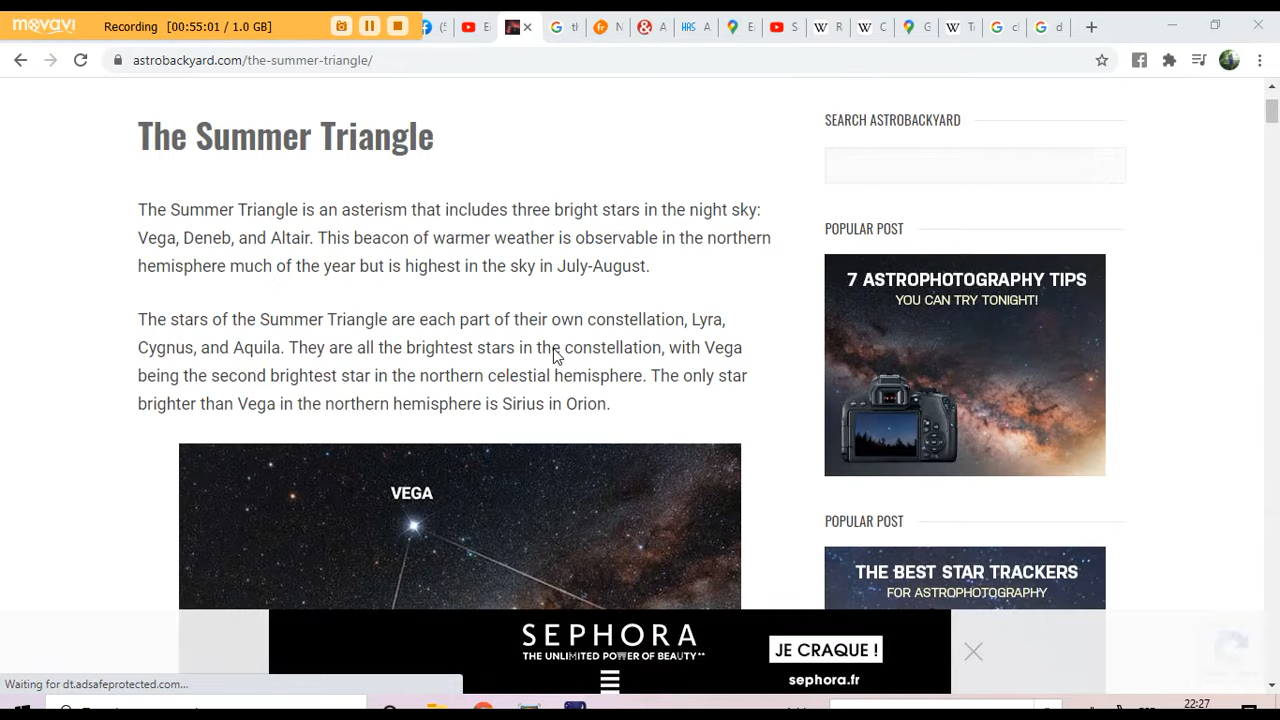 movavi Recording [00:55:01 / 1.0 GB]
astrobackyard.com/the-summer-triangle/
The Summer Triangle
The Summer Triangle is an asterism that includes three bright stars in the night sky:
Vega, Deneb, and Altair. This beacon of warmer weather is observable in the northern
hemisphere much of the year but is highest in the sky in July-August.
The stars of the Summer Triangle are each part of their own constellation, Lyra,
Cygnus, and Aquila. They are all the brightest stars in the constellation, with Vega
being the second brightest star in the northern celestial hemisphere. The only star
brighter than Vega in the northern hemisphere is Sirius in Orion.
VEGA
SEARCH ASTROBACKYARD
POPULAR POST
7 ASTROPHOTOGRAPHY TIPS
YOU CAN TRY TONIGHT!
POPULAR POST
THE BEST STAR TRACKERS
FOR ASTROPHOTOGRAPHY
SEPHORA
THE UNLIMITED POWER OF BEAUTY**
JE CRAQUE !
sephora.fr
Waiting for dt.adsafeprotected.com...
22:27